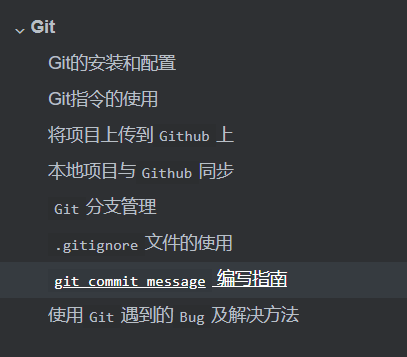 Git
Git的安装和配置
Git指令的使用
将项目上传到 Github 上
本地项目与 Github 同步
Git 分支管理
.gitignore 文件的使用
git commit message 编写指南
使用 Git 遇到的 Bug 及解决方法